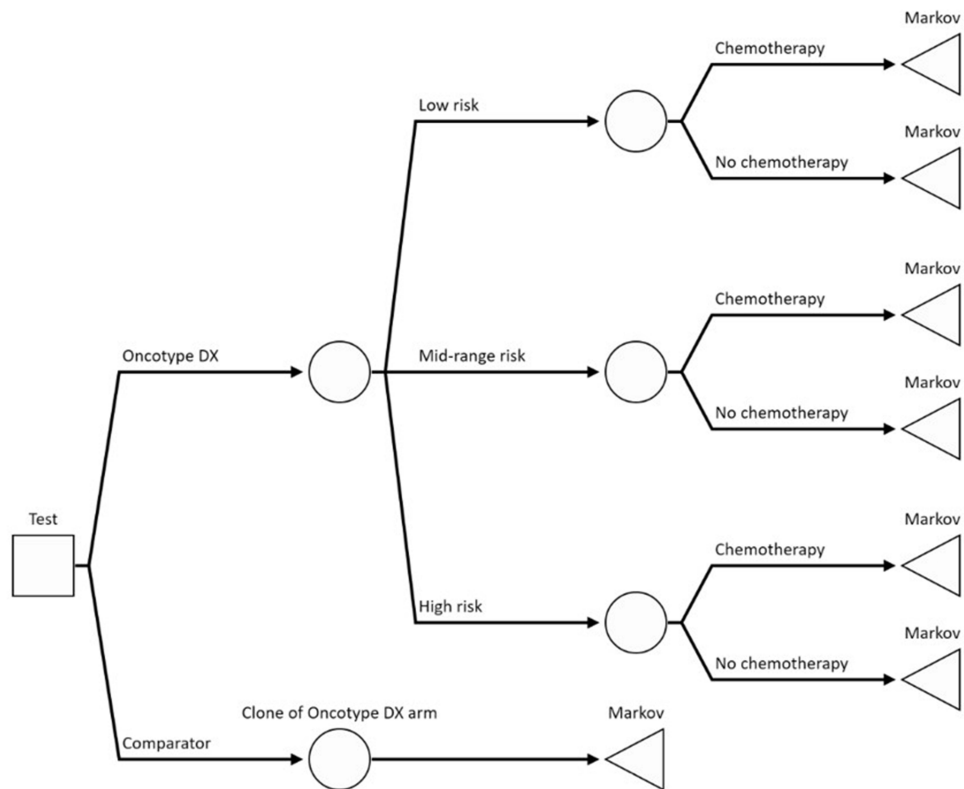 Markov
Chemotherapy
Low risk
Markov
No chemotherapy
Markov
Chemotherapy
Oncotype DX
Mid-range risk
Markov
No chemotherapy
Test
Markov
Chemotherapy
High risk
Markov
No chemotherapy
Clone of Oncotype DX arm
Markov
Comparator